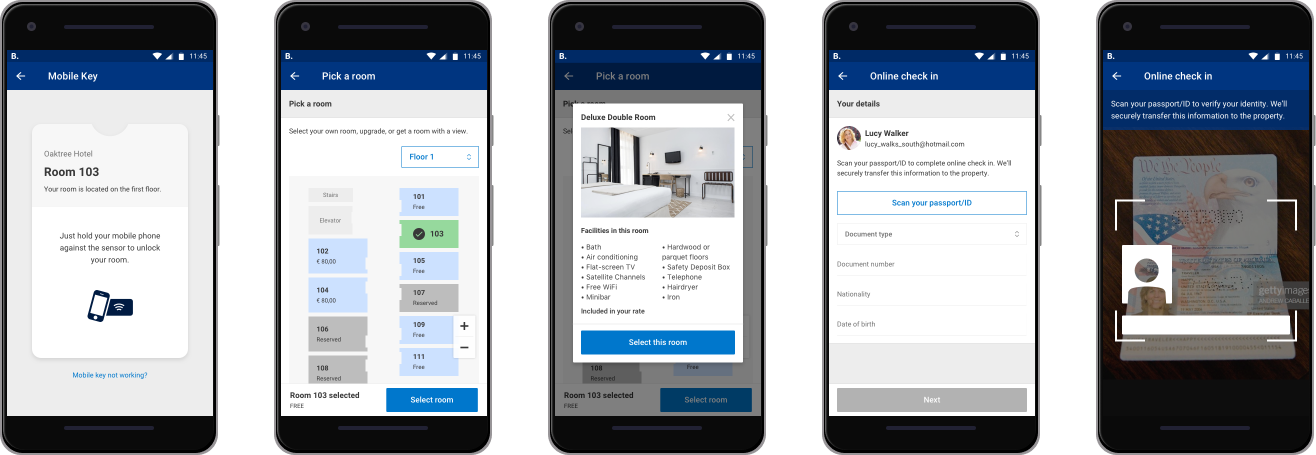 B.
11:45
Mobile Key
Oaktree Hotel
Room 103
Your room is located on the first floor.
Just hold your mobile phone
against the sensor to unlock
your room.
Mobile key not working?
B.
11:45
Pick a room
Pick a room
Select your own room, upgrade, or get a room with a view.
Floor 1
Stairs
Elevator
102
€ 80,00
104
€ 80,00
106
Reserved
108
Reserved
101
Free
103
105
Free
107
Reserved
109
Free
111
Free
+
−
Room 103 selected
FREE
Select room
B.
11:45
Pick a room
Deluxe Double Room
Facilities in this room
• Bath
• Air conditioning
• Flat-screen TV
• Satellite Channels
• Free WiFi
• Minibar
• Hardwood or
parquet floors
• Safety Deposit Box
• Telephone
• Hairdryer
• Iron
Included in your rate
Select this room
108
Reserved
Free
Room 103 selected
FREE
Select room
B.
11:45
Online check in
Your details
Lucy Walker
lucy_walks_south@hotmail.com
Scan your passport/ID to complete online check in. We'll
securely transfer this information to the property.
Scan your passport/ID
Document type
Document number
Nationality
Date of birth
Next
B.
11:45
Online check in
Scan your passport/ID to verify your identity. We'll
securely transfer this information to the property.
We the People
gettyimage